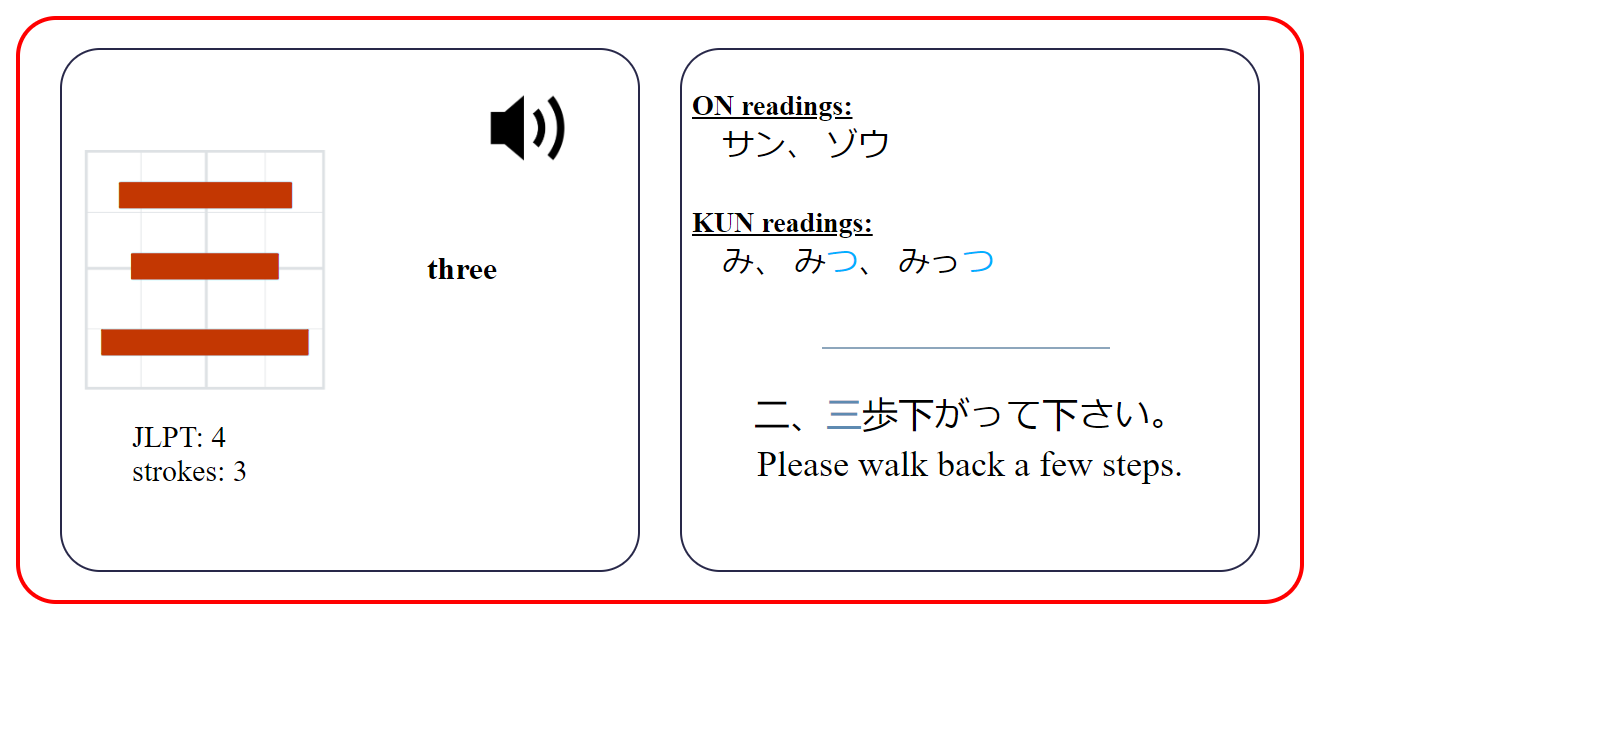 三
three
JLPT: 4
strokes: 3
ON readings:
サン、 ゾウ
KUN readings:
み、 みつ、 みっつ
二、三歩下がって下さい。
Please walk back a few steps.